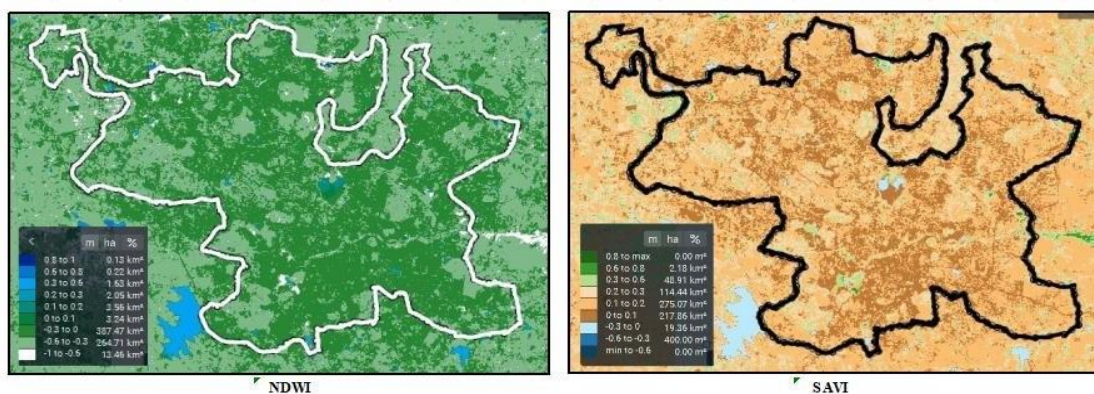 < m ha %
0.8 to 1 0.13 km²
0.6 to 0.8 0.22 km²
0.3 to 0.6 1.53 km²
0.2 to 0.3 2.05 km²
0.1 to 0.2 3.56 km²
0 to 0.1 3.24 km²
-0.3 to 0 387.47 km²
-0.6 to -0.3 264.71 km²
-1 to -0.6 13.46 km²
NDWI
m ha %
0.8 to max 0.00 m²
0.6 to 0.8 2.18 km²
0.3 to 0.6 48.91 km²
0.2 to 0.3 114.44 km²
0.1 to 0.2 275.07 km²
0 to 0.1 217.86 km²
-0.3 to 0 19.36 km²
-0.6 to -0.3 400.00 m²
min to -0.6 0.00 m²
SAVI